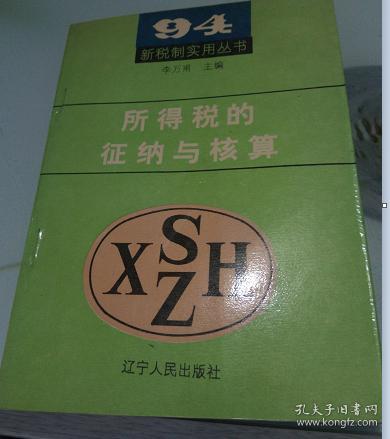 94
新税制实用丛书
李万甫 主编
所得税的
征纳与核算
S
X Z H
辽宁人民出版社
孔夫子旧书网
www.kongfz.com